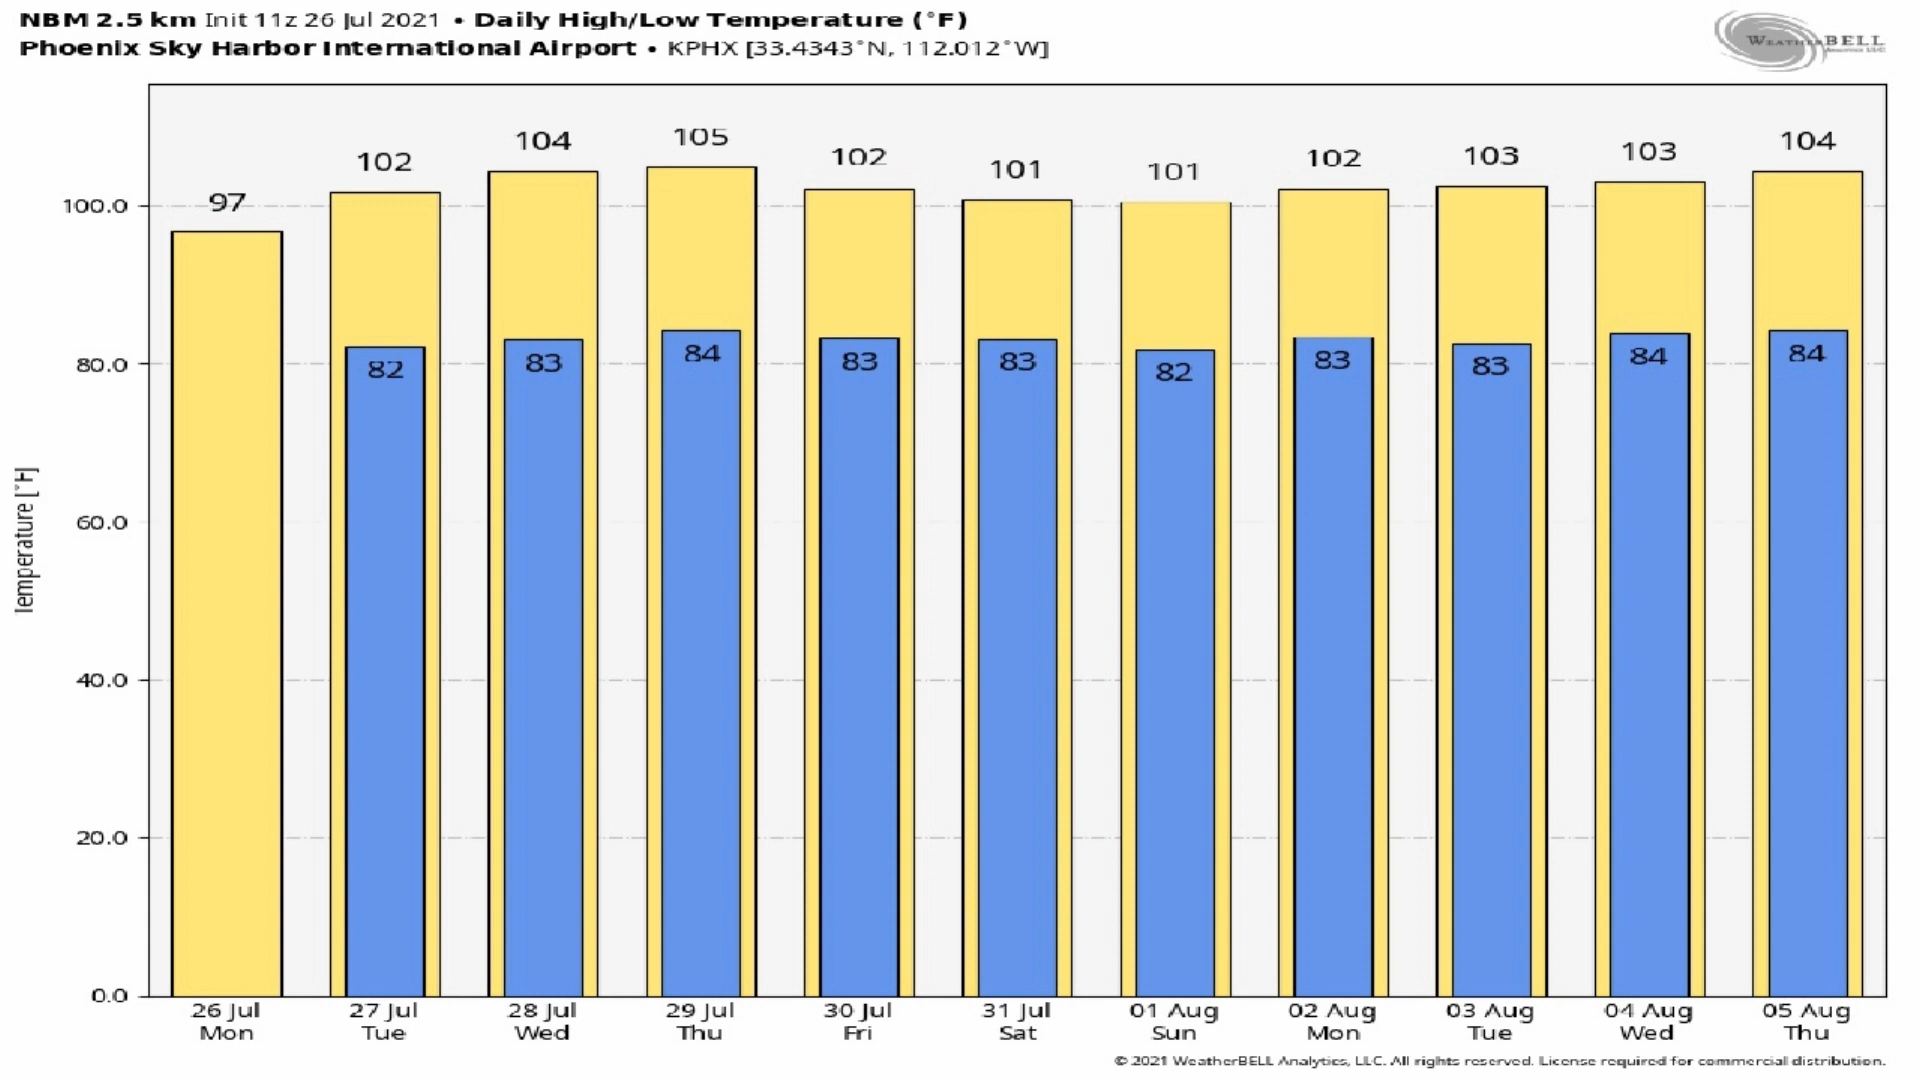 NBM 2.5 km Init 11z 26 Jul 2021 • Daily High/Low Temperature (°F)
Phoenix Sky Harbor International Airport • KPHX [33.4343°N, 112.012°W]
WEATHERBELL
97 102 104 105 102 101 101 102 103 103 104
82 83 84 83 83 82 83 83 84 84
100.0
80.0
60.0
40.0
20.0
0.0
Temperature [°F]
26 Jul 27 Jul 28 Jul 29 Jul 30 Jul 31 Jul 01 Aug 02 Aug 03 Aug 04 Aug 05 Aug
Mon Tue Wed Thu Fri Sat Sun Mon Tue Wed Thu
© 2021 WeatherBELL Analytics, LLC. All rights reserved. License required for commercial distribution.